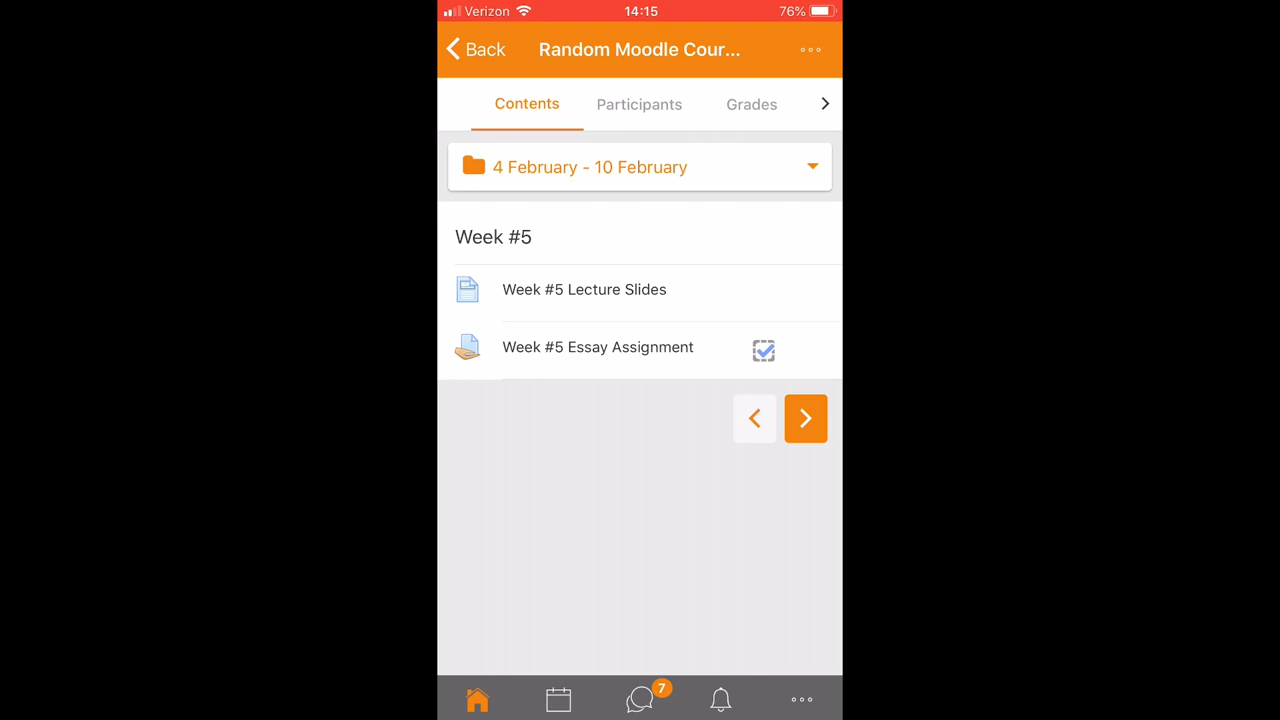 Verizon 14:15 76%
Back Random Moodle Cour...
Contents Participants Grades
4 February - 10 February
Week #5
Week #5 Lecture Slides
Week #5 Essay Assignment
7